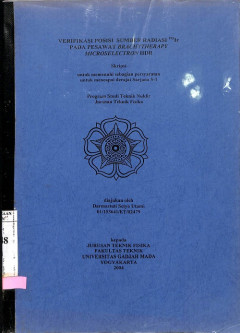 VERIFIKASI POSISI SUMBER RADIASI ¹⁹²Ir
PADA PESAWAT BRACHYTHERAPY
MICROSELECTRON HDR
Skripsi
untuk memenuhi sebagian persyaratan
untuk mencapai derajat Sarjana S-1
Program Studi Teknik Nuklir
Jurusan Teknik Fisika
diajukan oleh
Setya
kepada
JURUSAN TEKNIK FISIKA
FAKULTAS TEKNIK
UNIVERSITAS GADJAH MADA
YOGYAKARTA